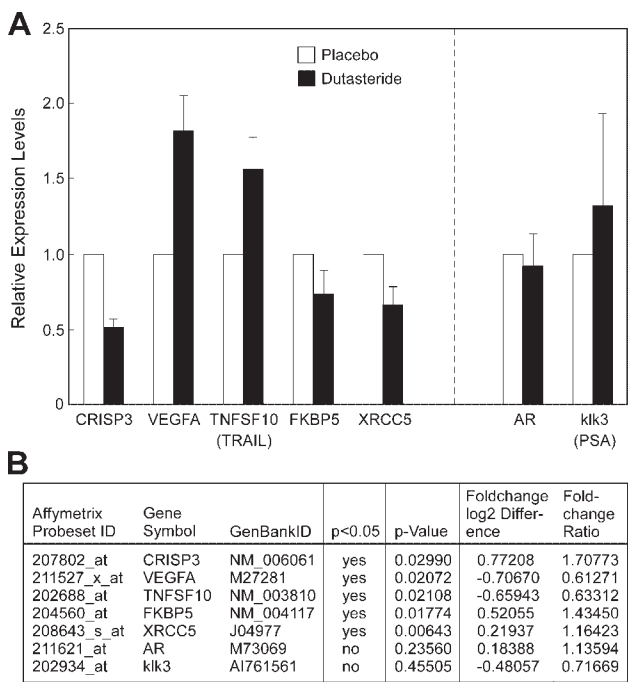 A
Relative Expression Levels
2.5
2.0
1.5
1.0
0.5
0
Placebo
Dutasteride
CRISP3 VEGFA TNFSF10 FKBP5 XRCC5 AR klk3
(TRAIL) (PSA)
B
Affymetrix Probeset ID Gene Symbol GenBankID p<0.05 p-Value Foldchange log2 Differ-ence Fold-change Ratio
207802_at CRISP3 NM_006061 yes 0.02990 0.77208 1.70773
211527_x_at VEGFA M27281 yes 0.02072 -0.70670 0.61271
202688_at TNFSF10 NM_003810 yes 0.02108 -0.65943 0.63312
204560_at FKBP5 NM_004117 yes 0.01774 0.52055 1.43450
208643_s_at XRCC5 J04977 yes 0.00643 0.21937 1.16423
211621_at AR M73069 no 0.23560 0.18388 1.13594
202934_at klk3 AI761561 no 0.45505 -0.48057 0.71669